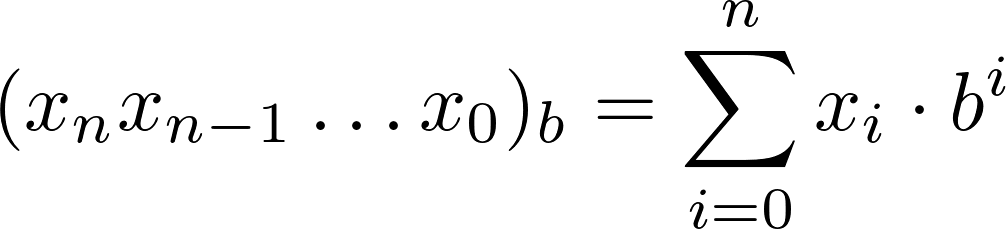 $(x_n x_{n-1} \ldots x_0)_b = \sum_{i=0}^{n} x_i \cdot b^i$